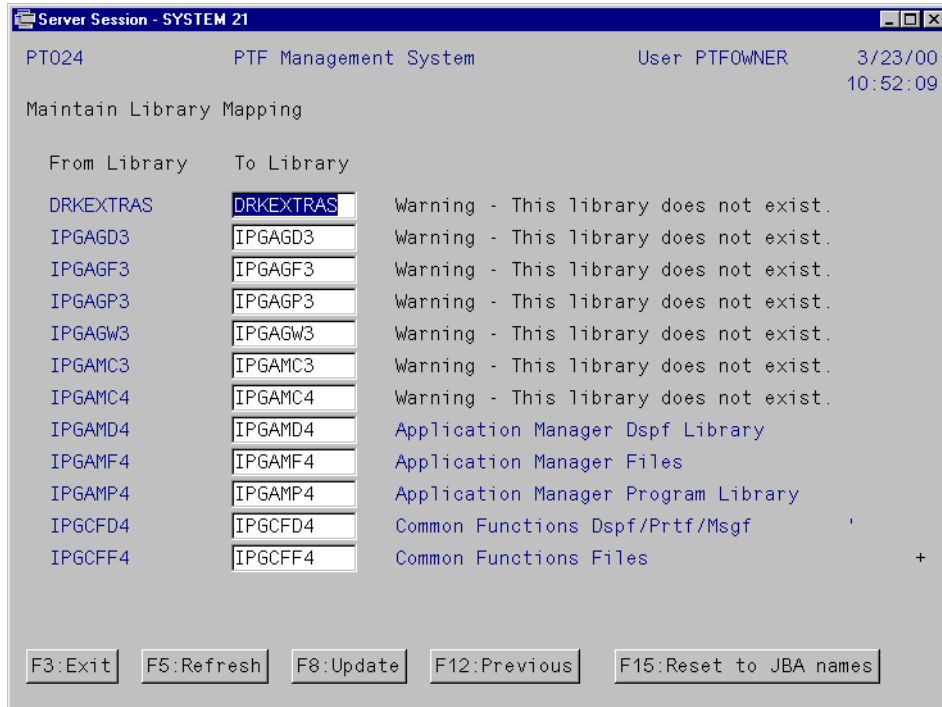 Server Session - SYSTEM 21
PT024 PTF Management System User PTFOWNER 3/23/00
10:52:09
Maintain Library Mapping
From Library To Library
DRKEXTRAS DRKEXTRAS Warning - This library does not exist.
IPGAGD3 IPGAGD3 Warning - This library does not exist.
IPGAGF3 IPGAGF3 Warning - This library does not exist.
IPGAGP3 IPGAGP3 Warning - This library does not exist.
IPGAGW3 IPGAGW3 Warning - This library does not exist.
IPGAMC3 IPGAMC3 Warning - This library does not exist.
IPGAMC4 IPGAMC4 Warning - This library does not exist.
IPGAMD4 IPGAMD4 Application Manager Dspf Library
IPGAMF4 IPGAMF4 Application Manager Files
IPGAMP4 IPGAMP4 Application Manager Program Library
IPGCFD4 IPGCFD4 Common Functions Dspf/Prtf/Msgf '
IPGCFF4 IPGCFF4 Common Functions Files +
F3:Exit F5:Refresh F8:Update F12:Previous F15:Reset to JBA names